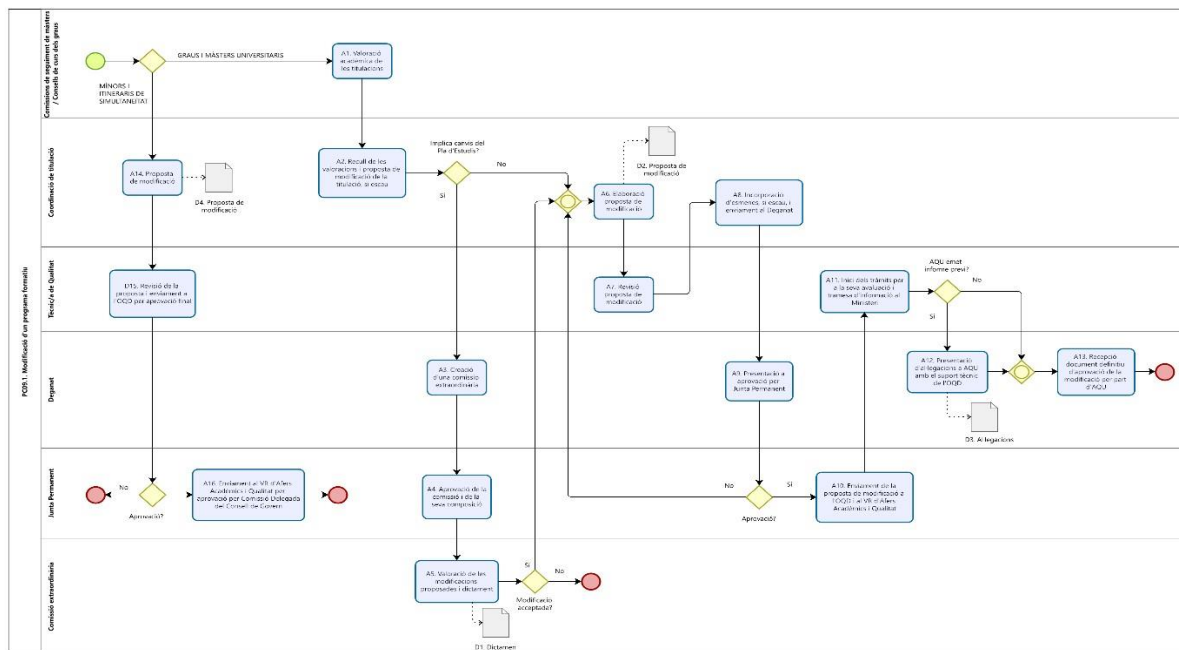 PC09.1 Modificació d'un programa formatiu
Comissions de seguiment de màsters
/ Consells de curs dels graus
GRAUS I MÀSTERS UNIVERSITARIS
MÍNORS I
ITINERARIS DE
SIMULTANEÏTAT
A1. Valoració
acadèmica de
les titulacions
Coordinació de titulació
A14. Proposta
de modificació
D4. Proposta de
modificació
A2. Recull de les
valoracions i proposta de
modificació de la
titulació, si escau
Implica canvis del
Pla d'Estudis?
No
Sí
A6. Elaboració
proposta de
modificació
D2. Proposta de
modificació
A8. Incorporació
d'esmenes, si escau, i
enviament al Deganat
Tècnic/a de Qualitat
D15. Revisió de la
proposta i enviament a
l'OQD per aprovació final
A7. Revisió
proposta de
modificació
A11. Inici dels tràmits per
a la seva avaluació i
tramesa d'informació al
Ministeri
AQU emet
informe previ?
No
Sí
Deganat
A3. Creació
d'una comissió
extraordinària
A9. Presentació a
aprovació per
Junta Permanent
A12. Presentació
d'al·legacions a AQU
amb el suport tècnic
de l'OQD
D3. Al·legacions
A13. Recepció
document definitiu
d'aprovació de la
modificació per part
d'AQU
Junta Permanent
No
Aprovació?
A16. Enviament al VR d'Afers
Acadèmics i Qualitat per
aprovació per Comissió Delegada
del Consell de Govern
A4. Aprovació de la
comissió i de la
seva composició
No
Sí
Aprovació?
A10. Enviament de la
proposta de modificació a
l'OQD i al VR d'Afers
Acadèmics i Qualitat
Comissió extraordinària
A5. Valoració de les
modificacions
proposades i dictament
D1. Dictamen
Sí
No
Modificacio
acceptada?